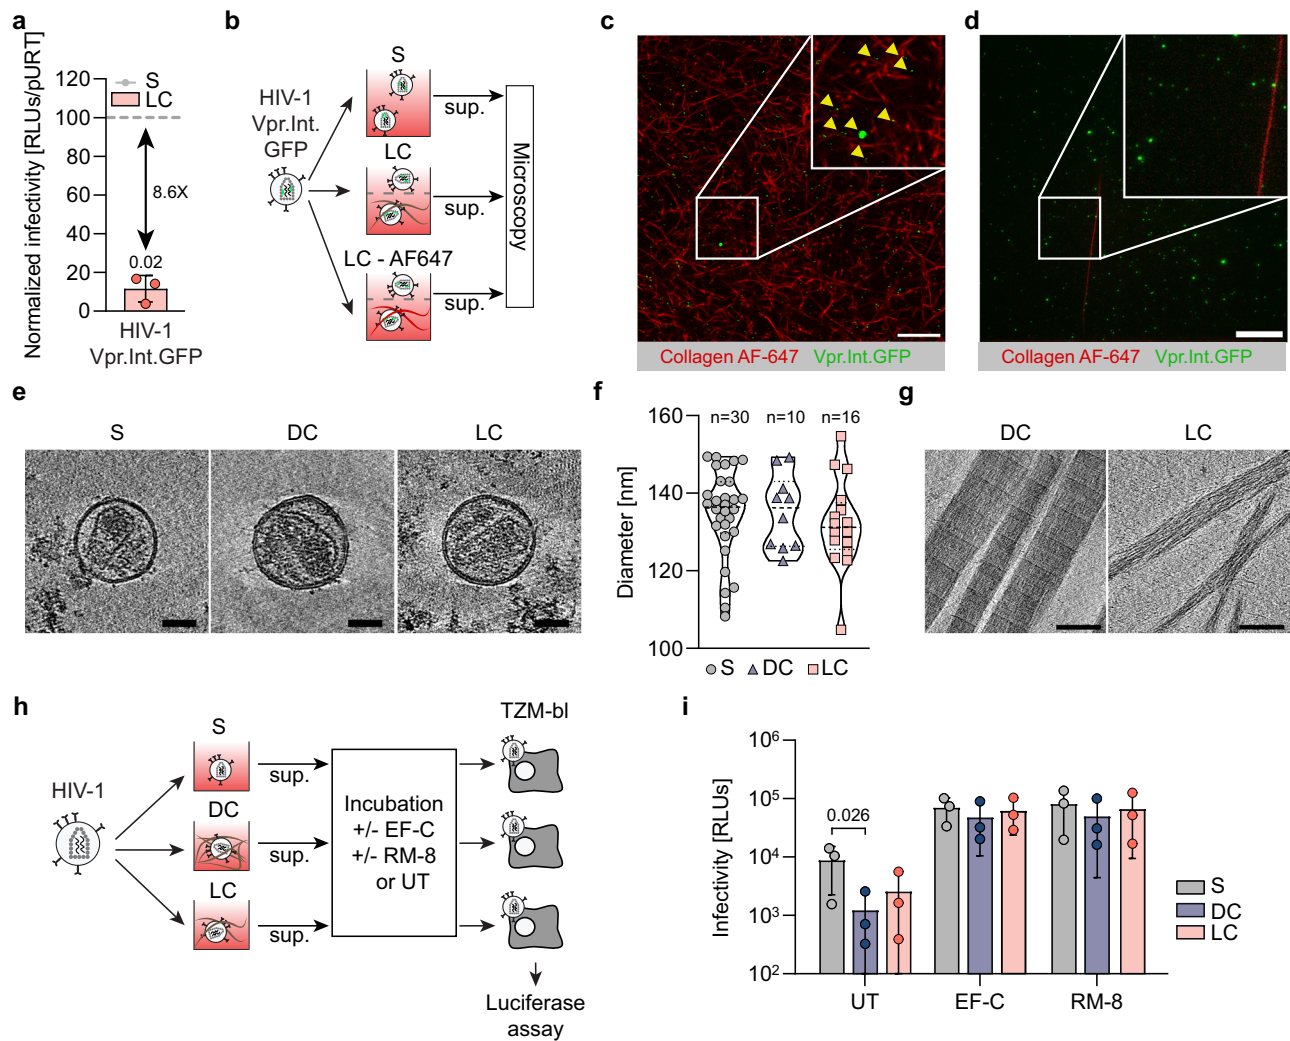 a
Normalized infectivity [RLUs/pURT]
120
100
80
60
40
20
0
S
LC
8.6X
0.02
HIV-1
Vpr.Int.GFP
b
HIV-1
Vpr.Int.
GFP
S
sup.
LC
sup.
LC - AF647
sup.
Microscopy
c
Collagen AF-647 Vpr.Int.GFP
d
Collagen AF-647 Vpr.Int.GFP
e
S
DC
LC
f
Diameter [nm]
160
140
120
100
n=30
n=10
n=16
S DC LC
g
DC
LC
h
HIV-1
S
sup.
DC
sup.
LC
sup.
Incubation
+/- EF-C
+/- RM-8
or UT
TZM-bl
Luciferase
assay
i
Infectivity [RLUs]
10⁶
10⁵
10⁴
10³
10²
0.026
UT
EF-C
RM-8
S
DC
LC